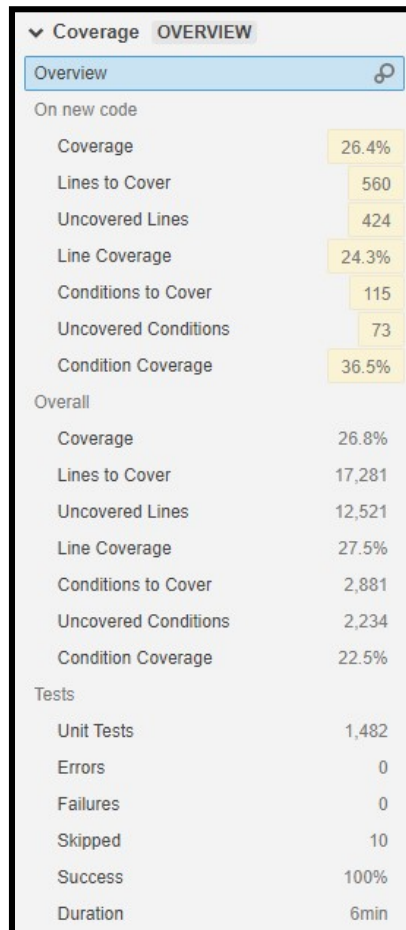 Coverage OVERVIEW
Overview
On new code
Coverage 26.4%
Lines to Cover 560
Uncovered Lines 424
Line Coverage 24.3%
Conditions to Cover 115
Uncovered Conditions 73
Condition Coverage 36.5%
Overall
Coverage 26.8%
Lines to Cover 17,281
Uncovered Lines 12,521
Line Coverage 27.5%
Conditions to Cover 2,881
Uncovered Conditions 2,234
Condition Coverage 22.5%
Tests
Unit Tests 1,482
Errors 0
Failures 0
Skipped 10
Success 100%
Duration 6min